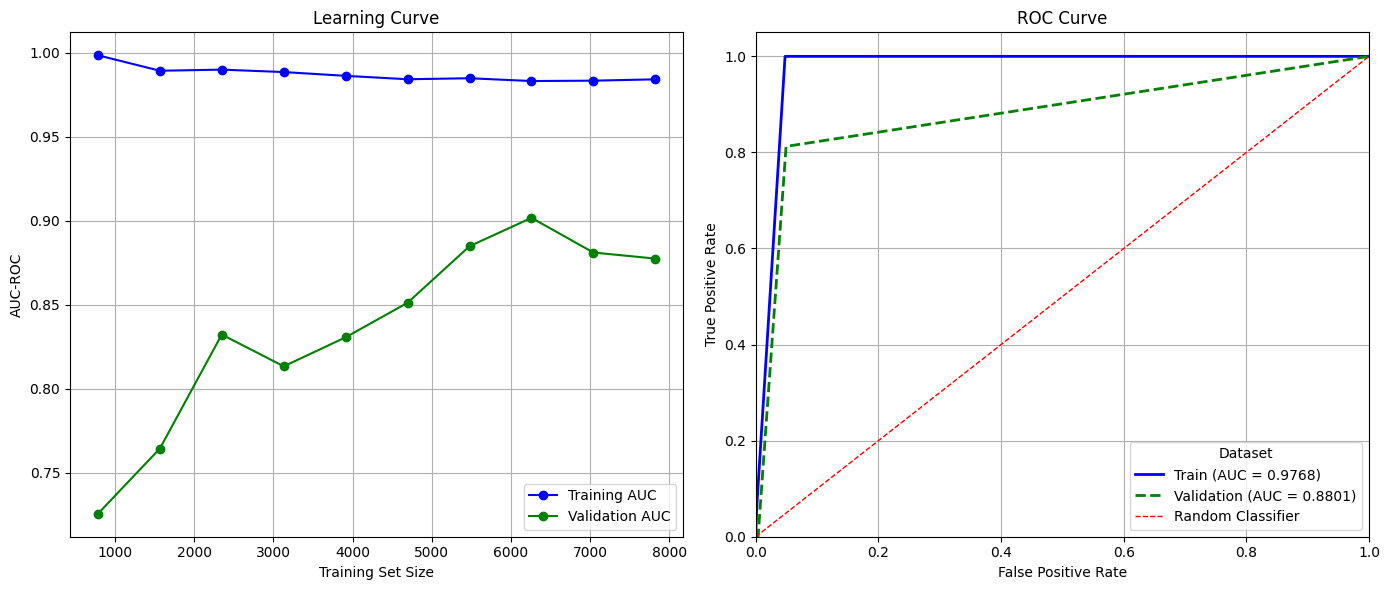 Learning Curve
AUC-ROC
1.00
0.95
0.90
0.85
0.80
0.75
1000 2000 3000 4000 5000 6000 7000 8000
Training Set Size
Training AUC
Validation AUC
ROC Curve
True Positive Rate
1.0
0.8
0.6
0.4
0.2
0.0
0.0 0.2 0.4 0.6 0.8 1.0
False Positive Rate
Dataset
Train (AUC = 0.9768)
Validation (AUC = 0.8801)
Random Classifier